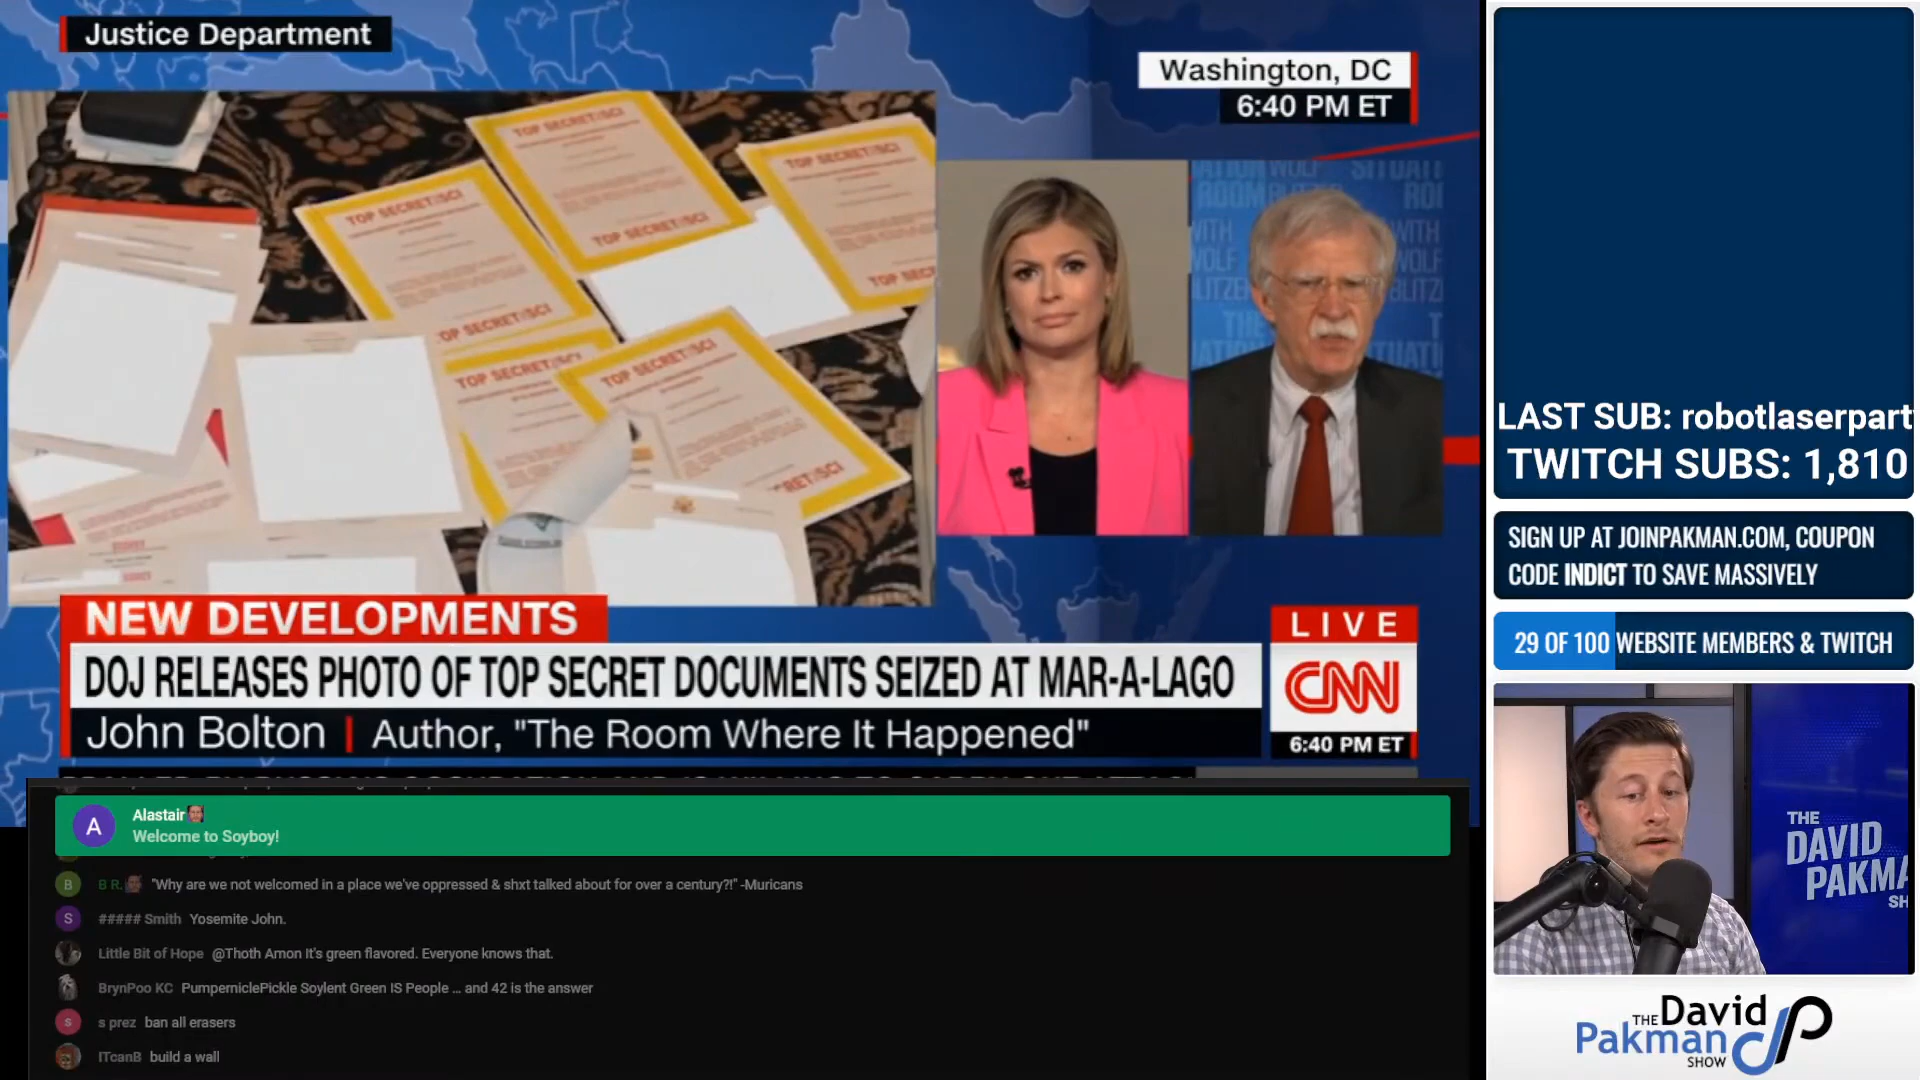 Justice Department
Washington, DC
6:40 PM ET
TOP SECRET//SCI
TOP SECRET//SCI
TOP SECRET//SCI
TOP SECRET//SCI
TOP SECRET//SCI
TOP SECRET//SCI
NEW DEVELOPMENTS
DOJ RELEASES PHOTO OF TOP SECRET DOCUMENTS SEIZED AT MAR-A-LAGO
John Bolton | Author, "The Room Where It Happened"
LIVE
CNN
6:40 PM ET
A
Alastair
Welcome to Soyboy!
B
B R. "Why are we not welcomed in a place we've oppressed & shxt talked about for over a century?!" -Muricans
S
##### Smith Yosemite John.
Little Bit of Hope @Thoth Amon It's green flavored. Everyone knows that.
BrynPoo KC PumperniclePickle Soylent Green IS People ... and 42 is the answer
s
s prez ban all erasers
ITcanB build a wall
LAST SUB: robotlaserpart
TWITCH SUBS: 1,810
SIGN UP AT JOINPAKMAN.COM, COUPON
CODE INDICT TO SAVE MASSIVELY
29 OF 100 WEBSITE MEMBERS & TWITCH
THE
DAVID
PAKMA
SH
THE David
Pakman
SHOW